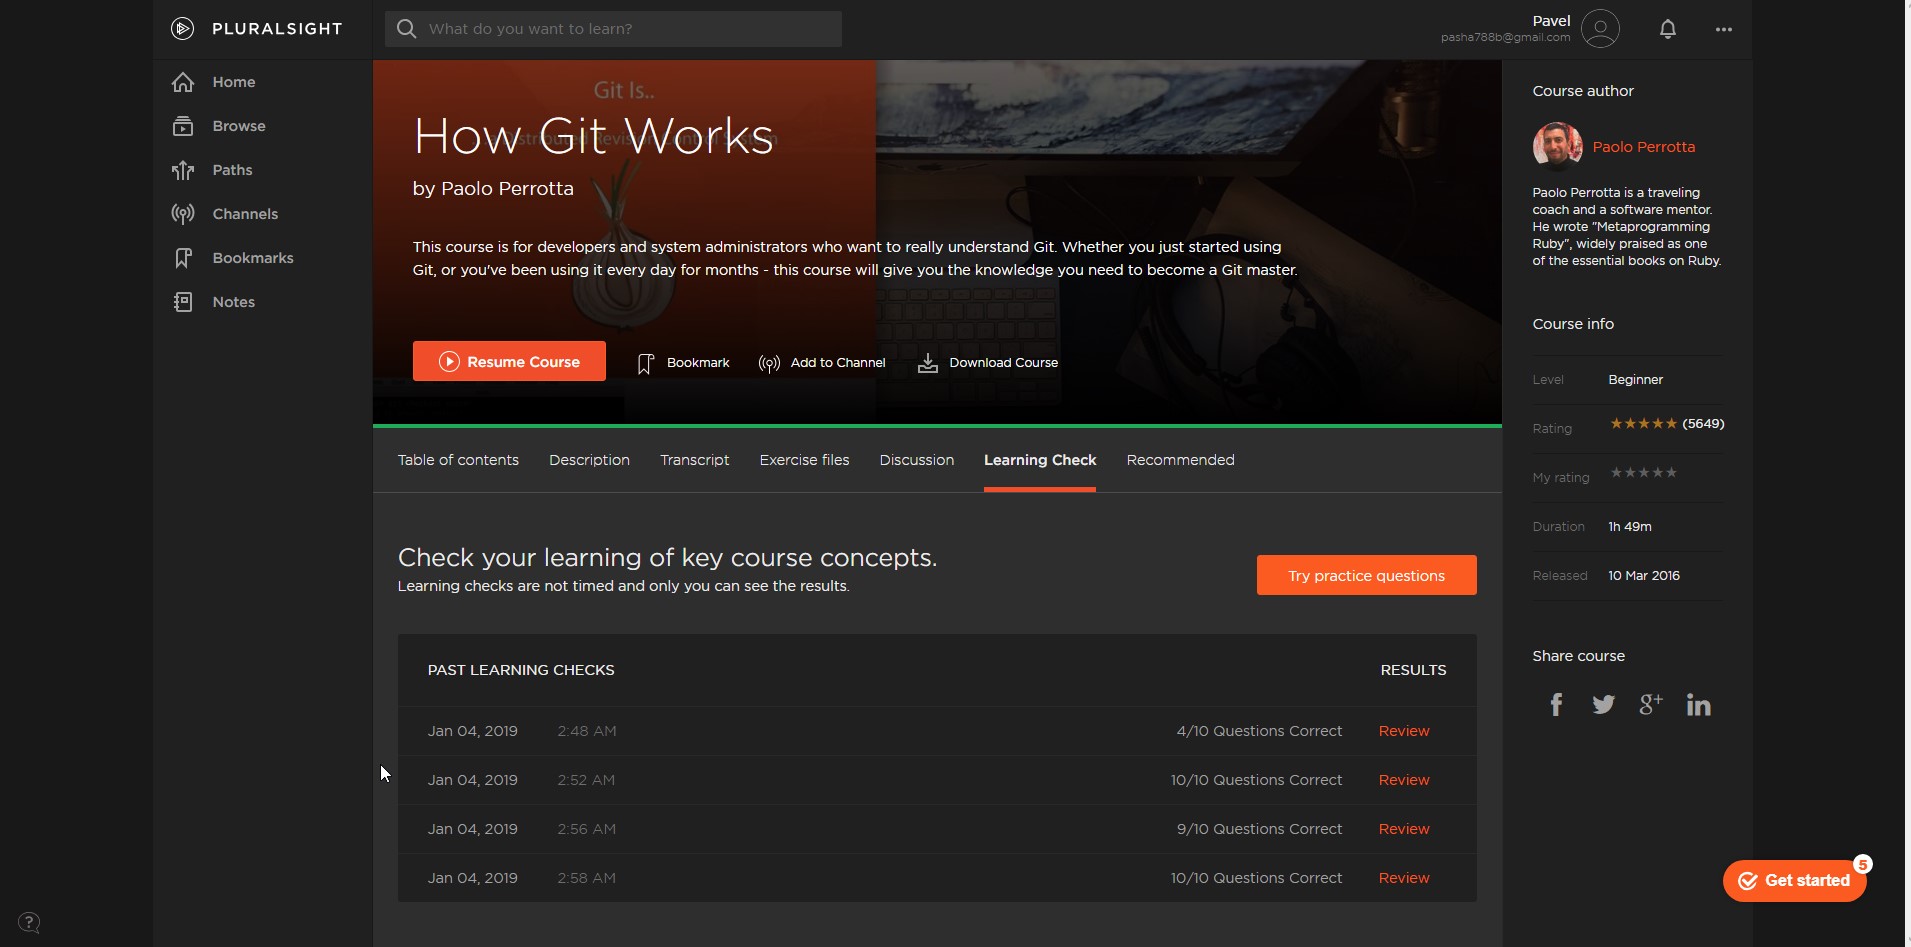 PLURALSIGHT
What do you want to learn?
Pavel
pasha788b@gmail.com
Home
Browse
Paths
Channels
Bookmarks
Notes
Git Is..
How Git Works
by Paolo Perrotta
This course is for developers and system administrators who want to really understand Git. Whether you just started using
Git, or you've been using it every day for months - this course will give you the knowledge you need to become a Git master.
Resume Course
Bookmark
Add to Channel
Download Course
Table of contents
Description
Transcript
Exercise files
Discussion
Learning Check
Recommended
Check your learning of key course concepts.
Learning checks are not timed and only you can see the results.
Try practice questions
PAST LEARNING CHECKS RESULTS
Jan 04, 2019 2:48 AM 4/10 Questions Correct Review
Jan 04, 2019 2:52 AM 10/10 Questions Correct Review
Jan 04, 2019 2:56 AM 9/10 Questions Correct Review
Jan 04, 2019 2:58 AM 10/10 Questions Correct Review
Course author
Paolo Perrotta
Paolo Perrotta is a traveling
coach and a software mentor.
He wrote "Metaprogramming
Ruby", widely praised as one
of the essential books on Ruby.
Course info
Level Beginner
Rating (5649)
My rating
Duration 1h 49m
Released 10 Mar 2016
Share course
f
g+
in
Get started
5
?